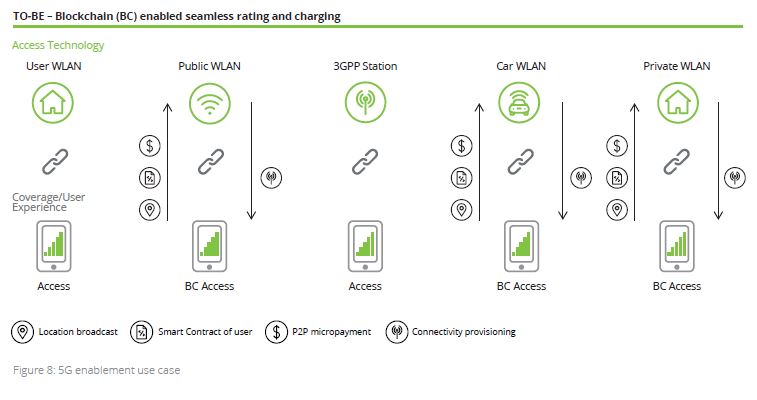 TO-BE – Blockchain (BC) enabled seamless rating and charging
Access Technology
User WLAN
Public WLAN
3GPP Station
Car WLAN
Private WLAN
$
$
$
Coverage/User
Experience
Access
BC Access
Access
BC Access
BC Access
Location broadcast
Smart Contract of user
$
P2P micropayment
Connectivity provisioning
Figure 8: 5G enablement use case